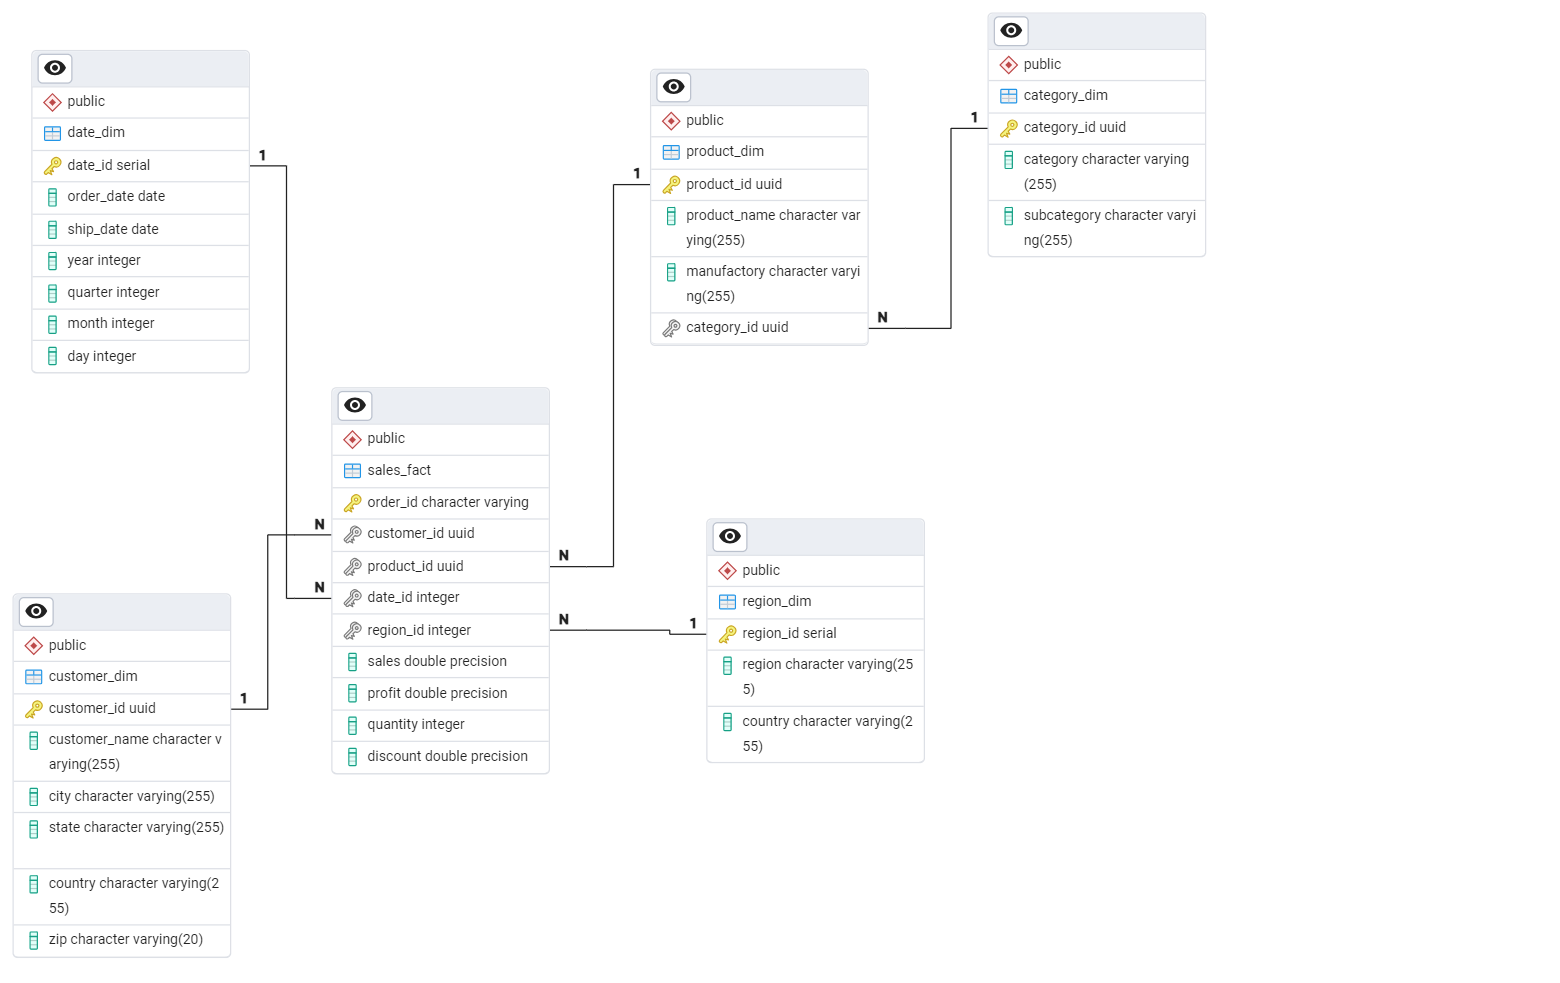 public
date_dim
date_id serial
order_date date
ship_date date
year integer
quarter integer
month integer
day integer
1
public
product_dim
product_id uuid
product_name character var
ying(255)
manufactory character varyi
ng(255)
category_id uuid
1
N
public
category_dim
category_id uuid
category character varying
(255)
subcategory character varyi
ng(255)
1
public
sales_fact
order_id character varying
customer_id uuid
product_id uuid
date_id integer
region_id integer
sales double precision
profit double precision
quantity integer
discount double precision
N
N
N
N
public
region_dim
region_id serial
region character varying(25
5)
country character varying(2
55)
1
public
customer_dim
customer_id uuid
customer_name character v
arying(255)
city character varying(255)
state character varying(255)
country character varying(2
55)
zip character varying(20)
1